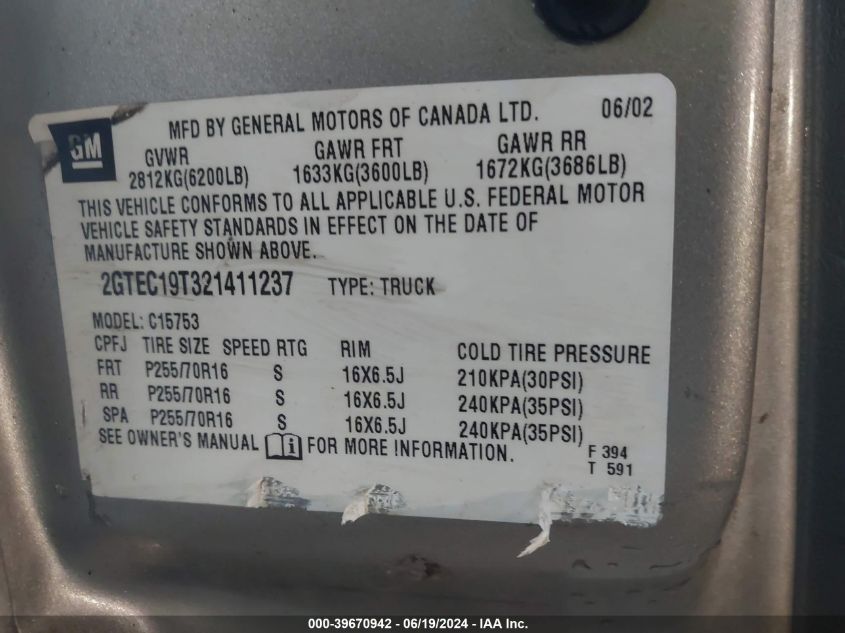 GM
MFD BY GENERAL MOTORS OF CANADA LTD. 06/02
GVWR GAWR FRT GAWR RR
2812KG(6200LB) 1633KG(3600LB) 1672KG(3686LB)
THIS VEHICLE CONFORMS TO ALL APPLICABLE U.S. FEDERAL MOTOR
VEHICLE SAFETY STANDARDS IN EFFECT ON THE DATE OF
MANUFACTURE SHOWN ABOVE.
2GTEC19T321411237 TYPE: TRUCK
MODEL: C15753
CPFJ TIRE SIZE SPEED RTG RIM COLD TIRE PRESSURE
FRT P255/70R16 S 16X6.5J 210KPA(30PSI)
RR P255/70R16 S 16X6.5J 240KPA(35PSI)
SPA P255/70R16 S 16X6.5J 240KPA(35PSI)
SEE OWNER'S MANUAL i FOR MORE INFORMATION.
F 394
T 591
000-39670942 - 06/19/2024 - IAA Inc.